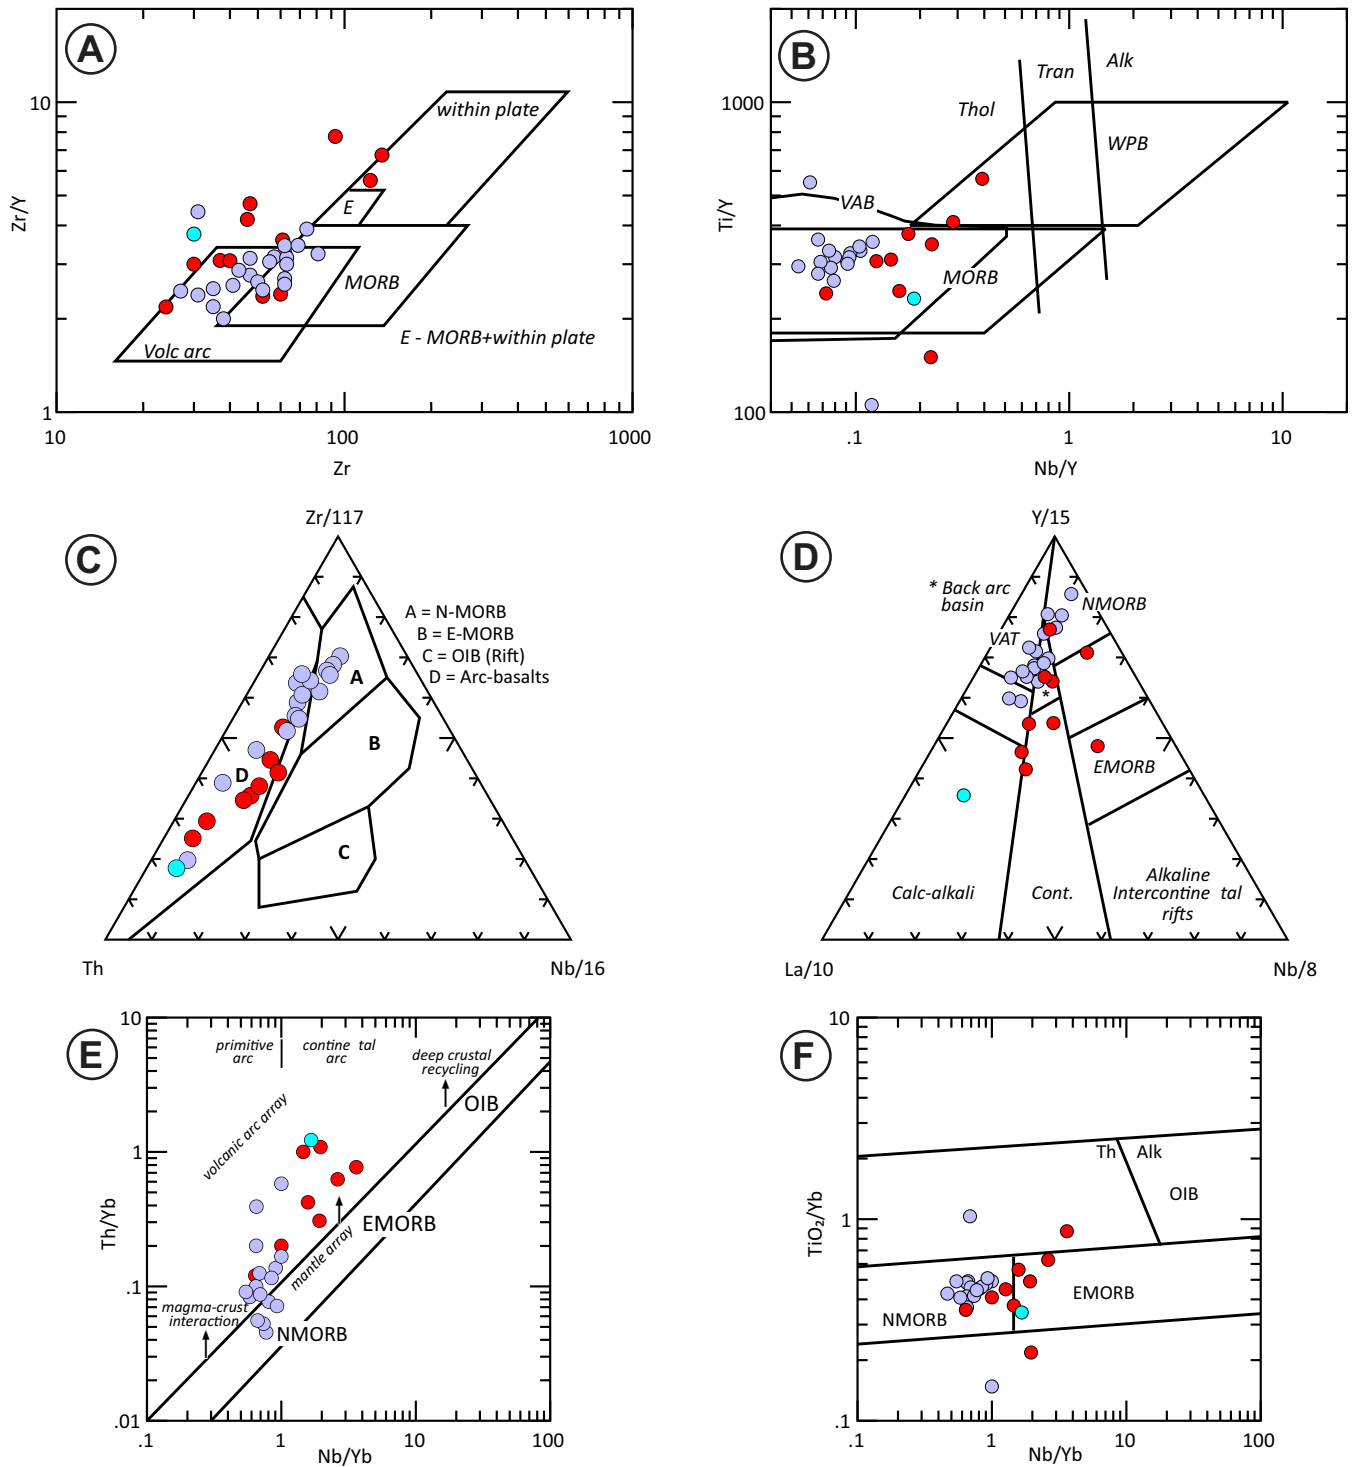 A
B
10
Zr/Y
1
within plate
E
MORB
Volc arc
E - MORB+within plate
10
100
1000
Zr
1000
Ti/Y
100
Thol
Tran
Alk
WPB
VAB
MORB
.1
1
10
Nb/Y
C
Zr/117
A = N-MORB
B = E-MORB
C = OIB (Rift)
D = Arc-basalts
A
B
D
C
Th
Nb/16
D
Y/15
* Back arc
basin
NMORB
VAT
*
EMORB
Calc-alkali
Cont.
Alkaline
Intercontine tal
rifts
La/10
Nb/8
E
10
1
0.1
.01
Th/Yb
primitive
arc
contine tal
arc
deep crustal
recycling
OIB
volcanic arc array
EMORB
mantle array
magma-crust
interaction
NMORB
.1
1
10
100
Nb/Yb
F
10
1
.1
TiO₂/Yb
Th
Alk
OIB
EMORB
NMORB
.1
1
10
100
Nb/Yb